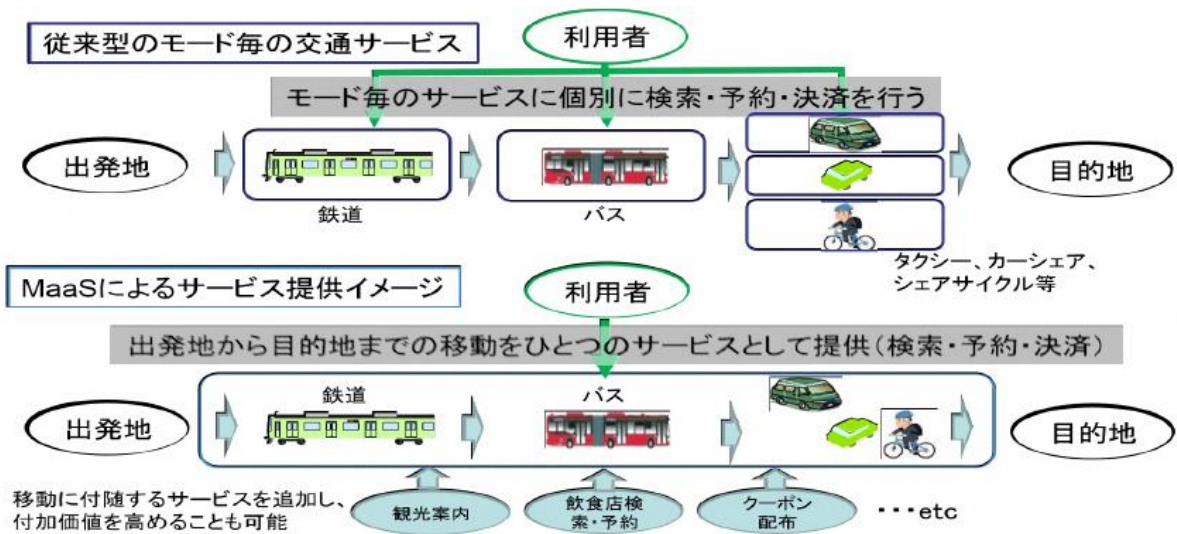 従来型のモード毎の交通サービス
利用者
モード毎のサービスに個別に検索・予約・決済を行う
出発地
鉄道
バス
目的地
タクシー、カーシェア、
シェアサイクル等
MaaSによるサービス提供イメージ
利用者
出発地から目的地までの移動をひとつのサービスとして提供(検索・予約・決済)
鉄道
バス
出発地
目的地
移動に付随するサービスを追加し、
付加価値を高めることも可能
観光案内
飲食店検
索・予約
クーポン
配布
・・・etc